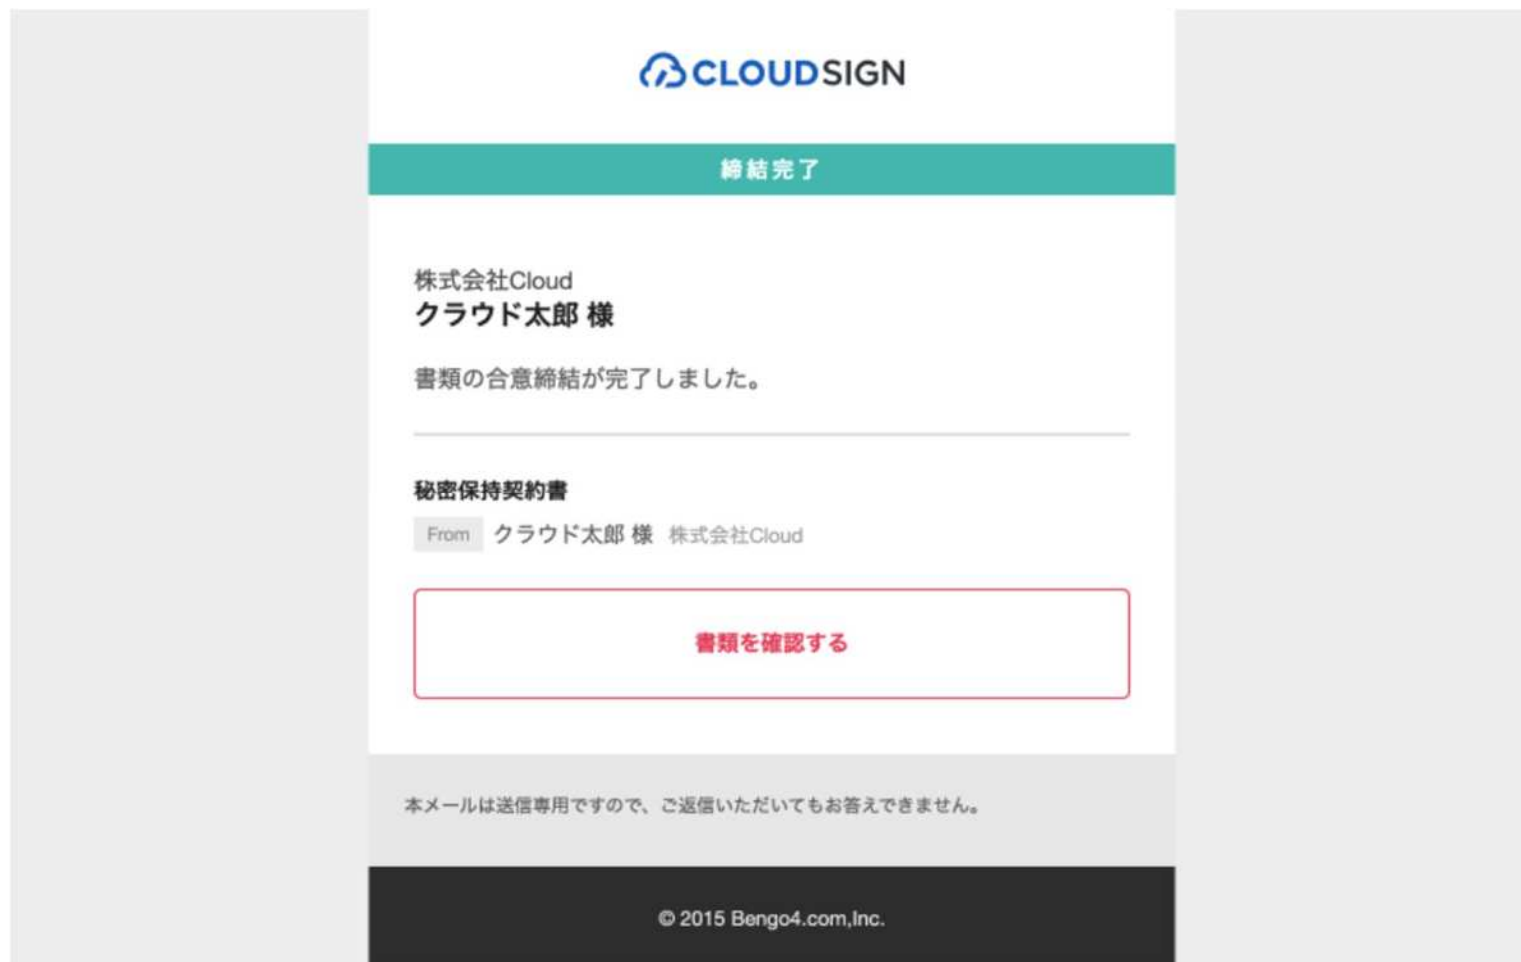 CLOUDSIGN
締結完了
株式会社Cloud
クラウド太郎 様
書類の合意締結が完了しました。
秘密保持契約書
From クラウド太郎 様 株式会社Cloud
書類を確認する
本メールは送信専用ですので、ご返信いただいてもお答えできません。
© 2015 Bengo4.com,Inc.